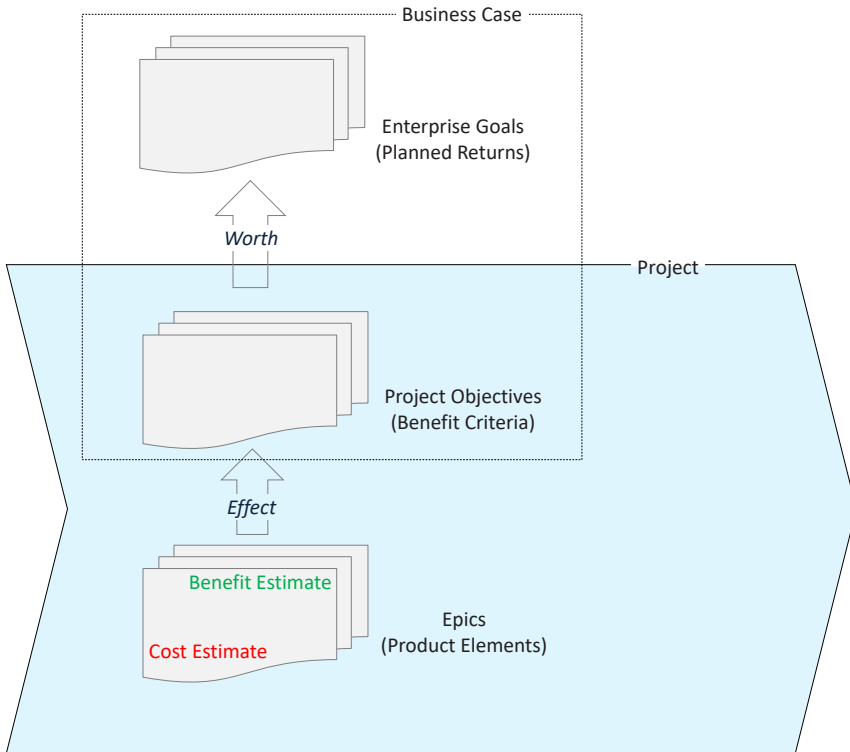 Business Case
Enterprise Goals
(Planned Returns)
Worth
Project
Project Objectives
(Benefit Criteria)
Effect
Benefit Estimate
Epics
(Product Elements)
Cost Estimate